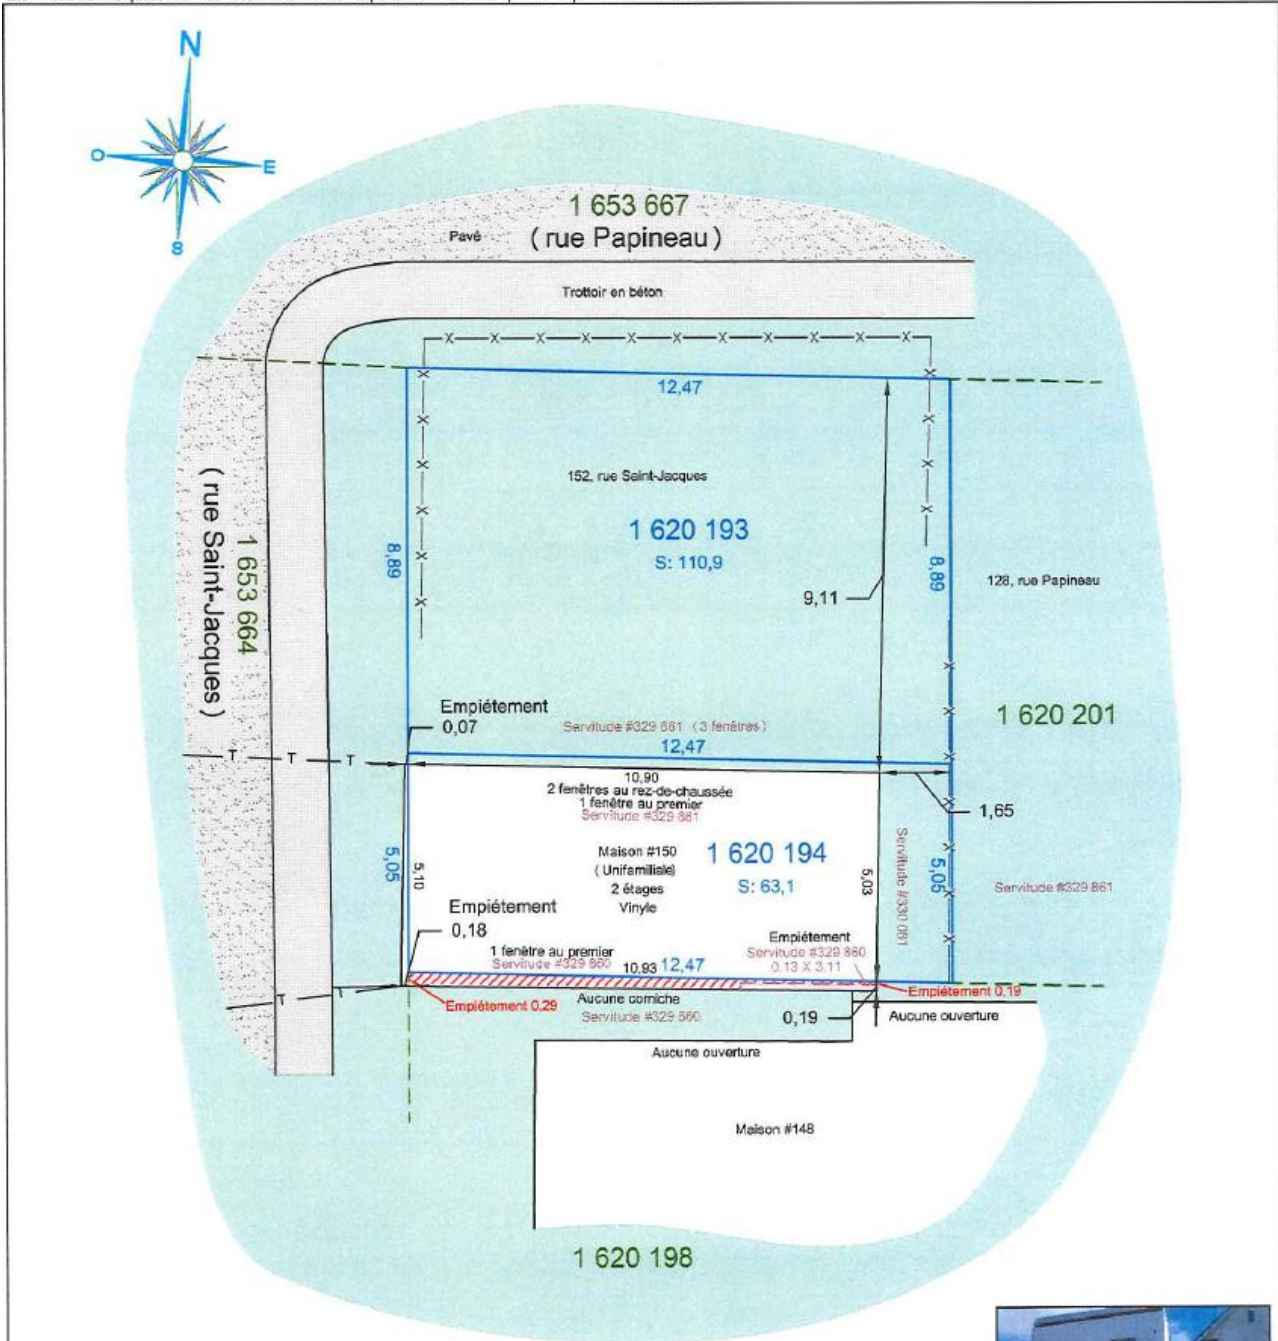 N
O
E
S
1 653 667
Pavé
( rue Papineau )
Trottoir en béton
12,47
152, rue Saint-Jacques
1 620 193
S: 110,9
( rue Saint-Jacques )
1 653 664
8,89
8,89
9,11
128, rue Papineau
1 620 201
Empiétement
0,07
Servitude #329 861 ( 3 fenêtres )
12,47
T
T
T
10,90
2 fenêtres au rez-de-chaussée
1 fenêtre au premier
Servitude #329 861
1,65
Maison #150
( Unifamiliale)
2 étages
Vinyle
1 620 194
S: 63,1
5,05
5,10
5,03
Servitude #330 061
5,05
Servitude #329 861
Empiétement
0,18
1 fenêtre au premier
Servitude #329 860
10,93
12,47
Empiétement
Servitude #329 860
0.13 X 3.11
T
Empiétement 0,29
Aucune corniche
Servitude #329 860
0,19
Empiétement 0,19
Aucune ouverture
Aucune ouverture
Maison #148
1 620 198